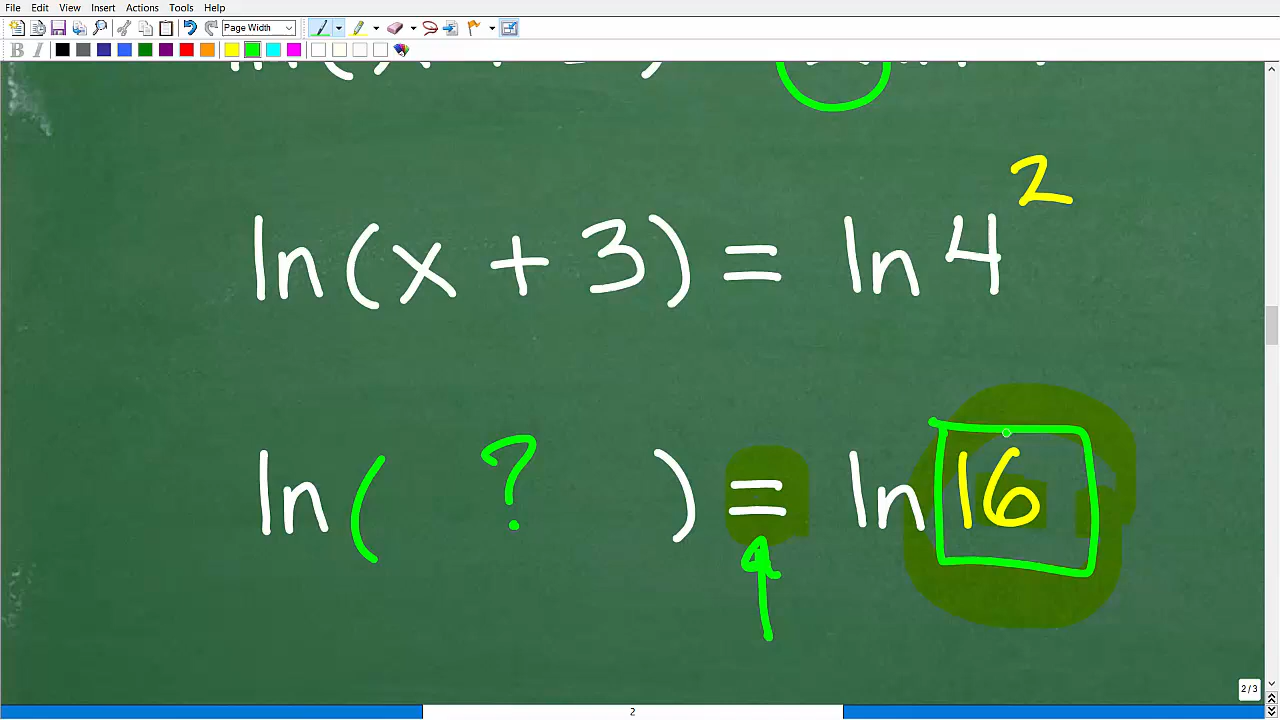 File Edit View Insert Actions Tools Help
Page Width
B I
ln(x + 3) = ln 4²
ln( ? ) = ln 16
2/3
2